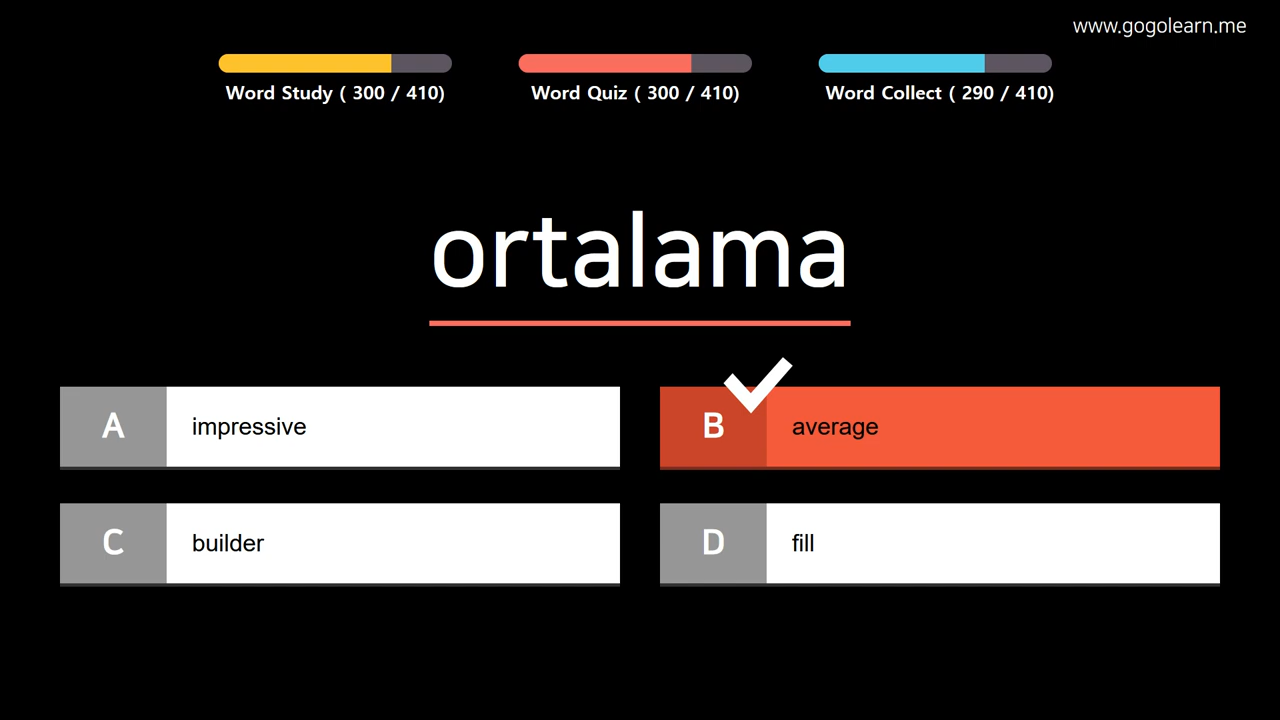 www.gogolearn.me
Word Study ( 300 / 410)
Word Quiz ( 300 / 410)
Word Collect ( 290 / 410)
ortalama
A impressive
B average
C builder
D fill